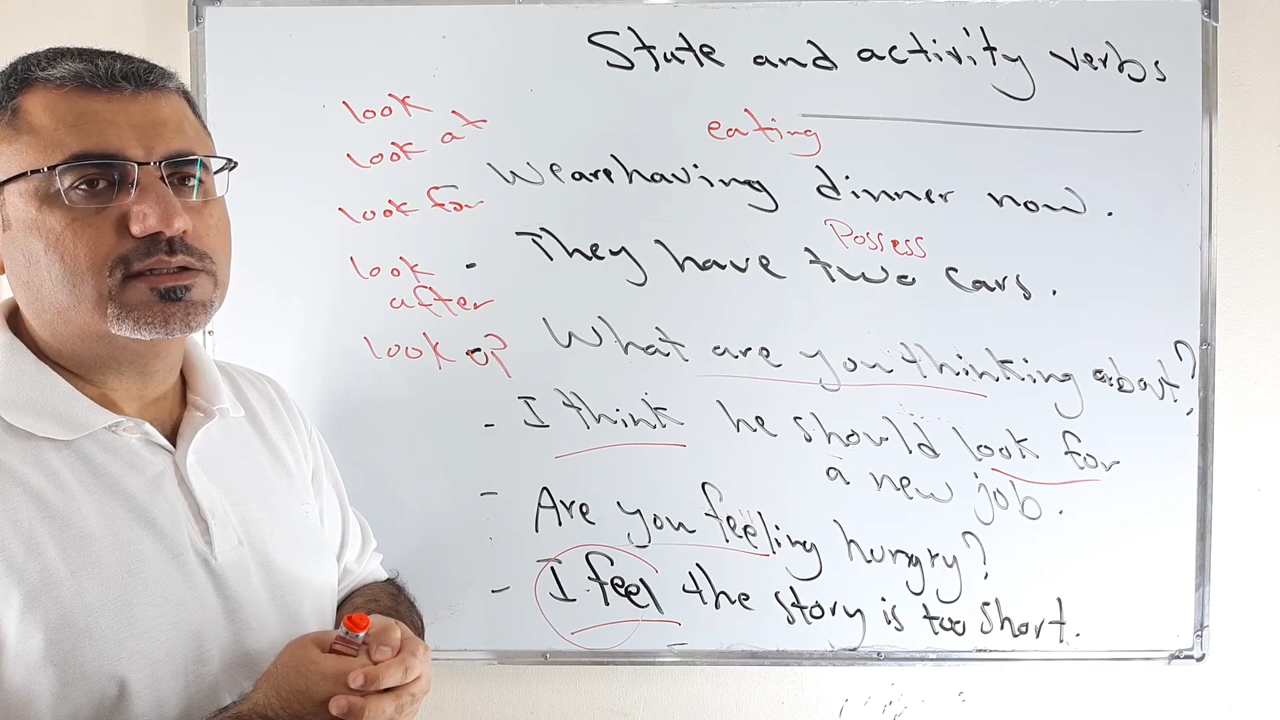 State and activity verbs
look
look at
look for
look
after
look up
eating
We are having dinner now.
Possess
- They have two cars.
What are you thinking about?
- I think he should look for
a new job.
- Are you feeling hungry?
- I feel the story is too short.